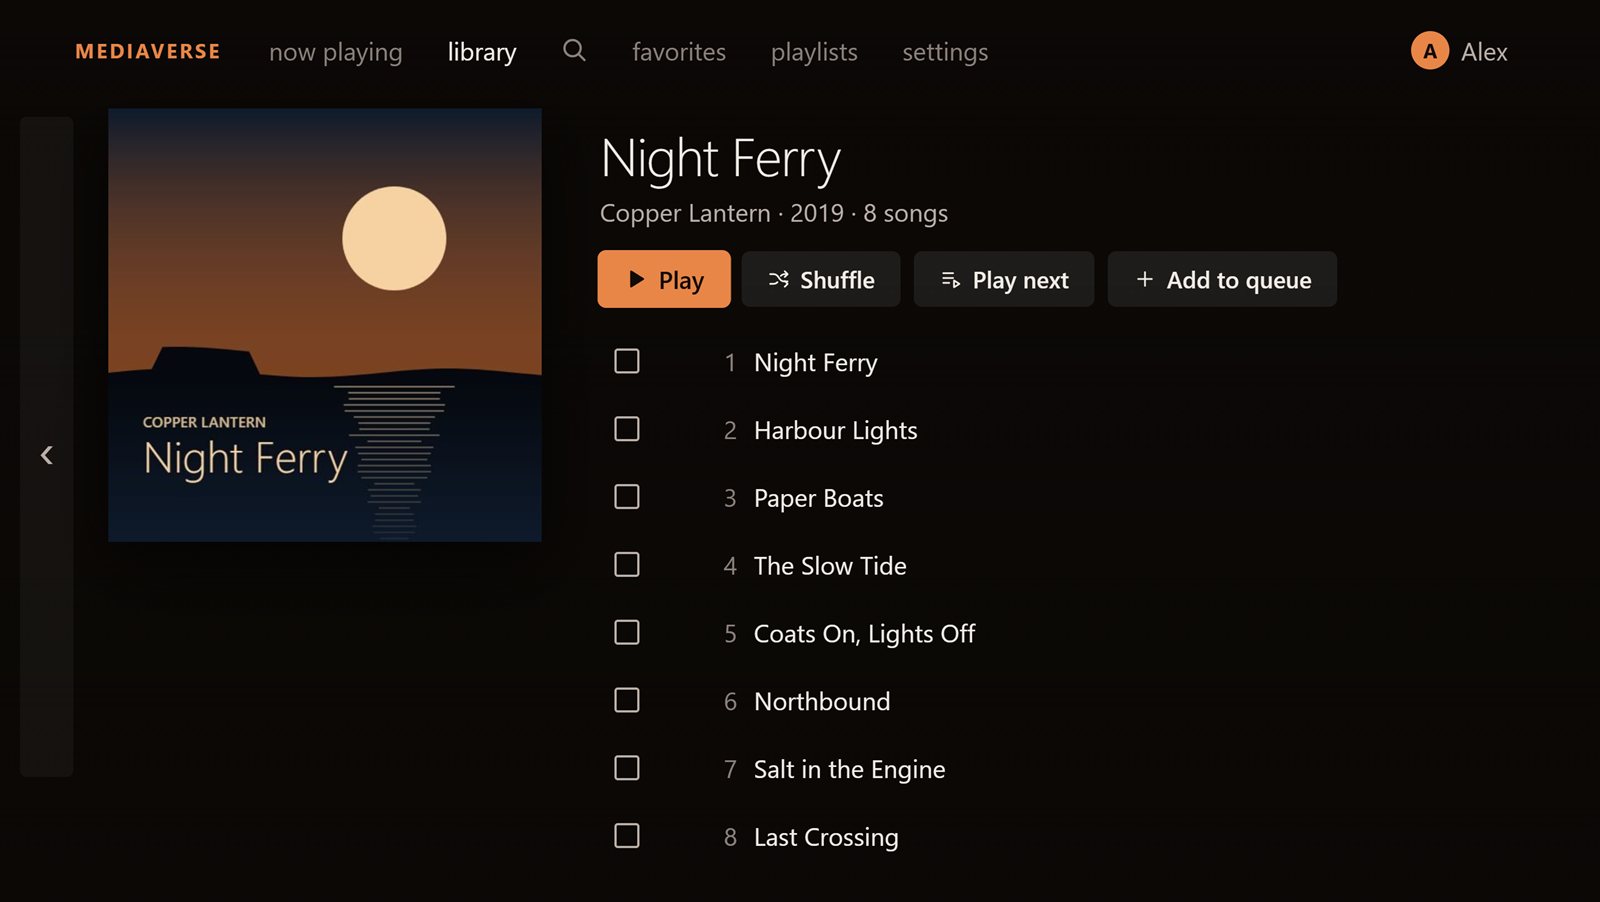 MEDIAVERSE now playing library favorites playlists settings A Alex
COPPER LANTERN
Night Ferry
Night Ferry
Copper Lantern · 2019 · 8 songs
Play Shuffle Play next Add to queue
1 Night Ferry
2 Harbour Lights
3 Paper Boats
4 The Slow Tide
5 Coats On, Lights Off
6 Northbound
7 Salt in the Engine
8 Last Crossing